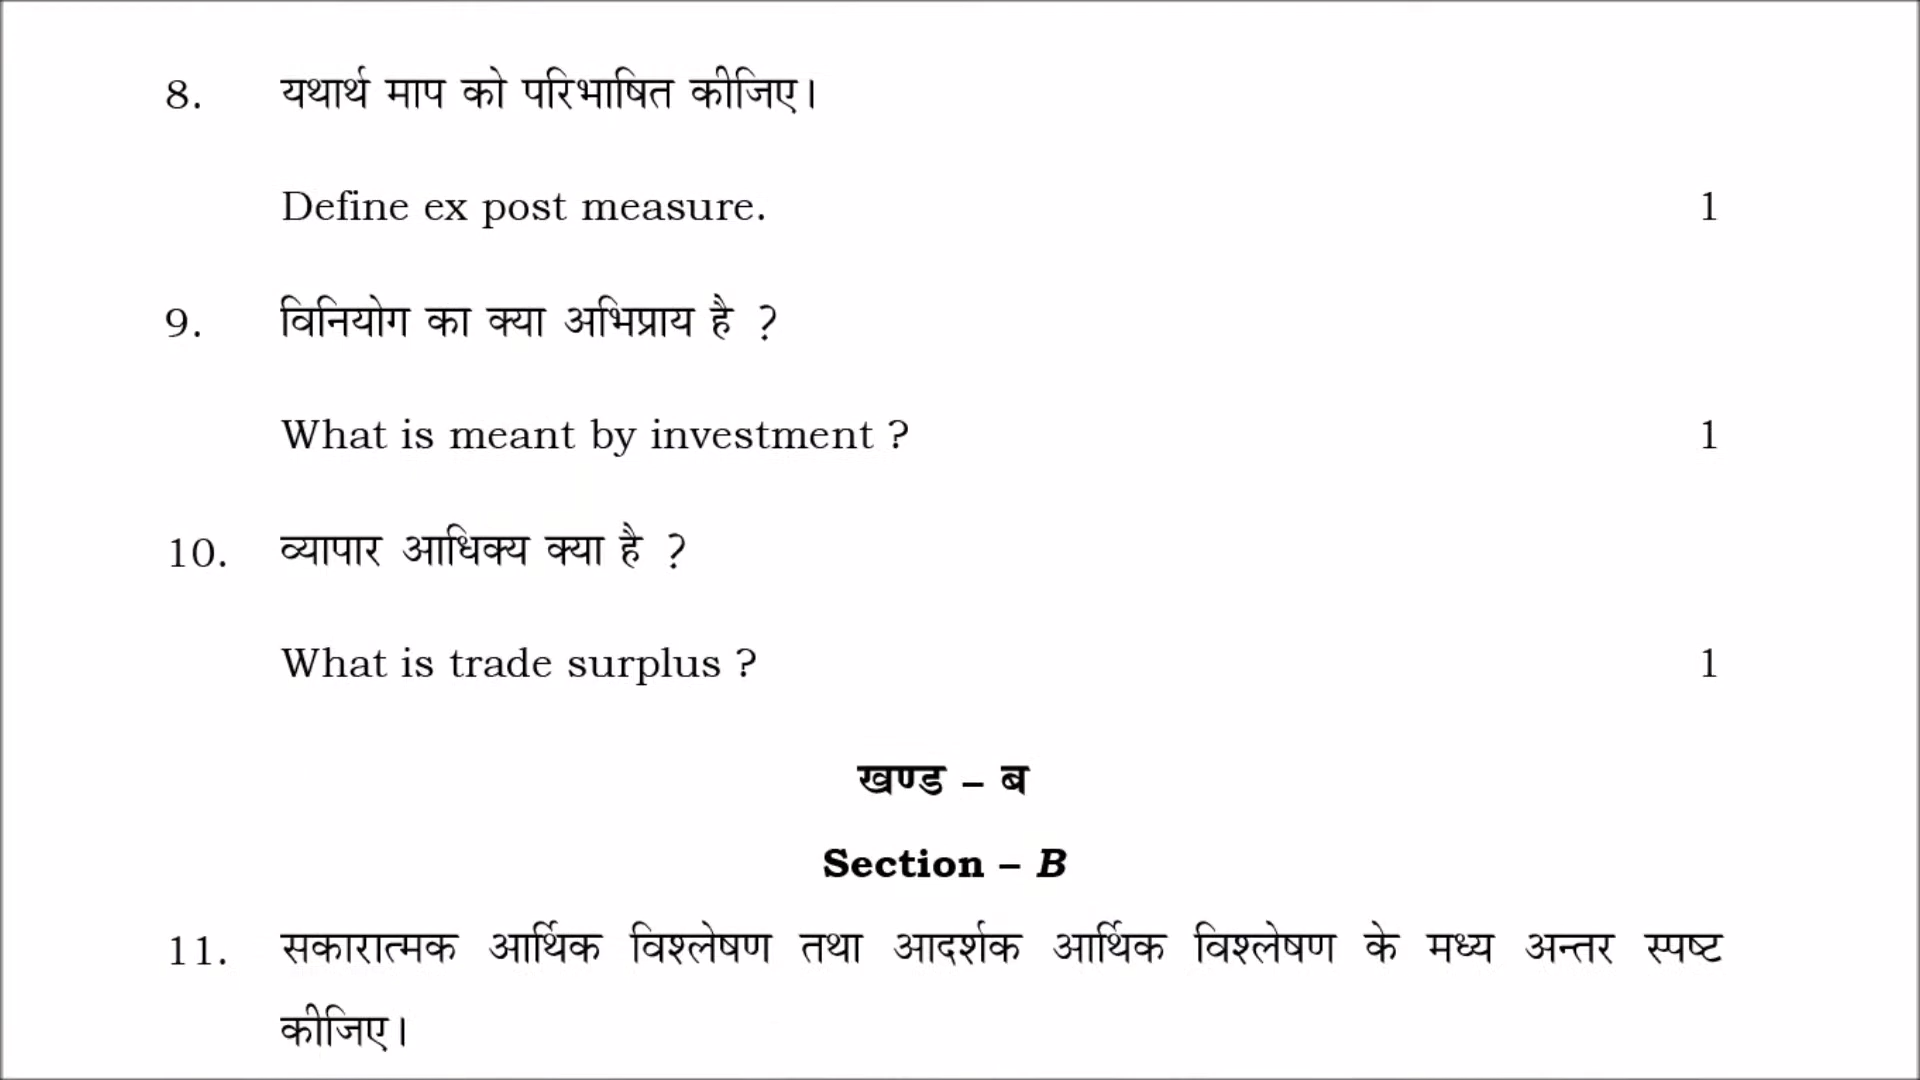 8. यथार्थ माप को परिभाषित कीजिए।
Define ex post measure. 1
9. विनियोग का क्या अभिप्राय है ?
What is meant by investment ? 1
10. व्यापार आधिक्य क्या है ?
What is trade surplus ? 1
खण्ड – ब
Section – B
11. सकारात्मक आर्थिक विश्लेषण तथा आदर्शक आर्थिक विश्लेषण के मध्य अन्तर स्पष्ट
कीजिए।